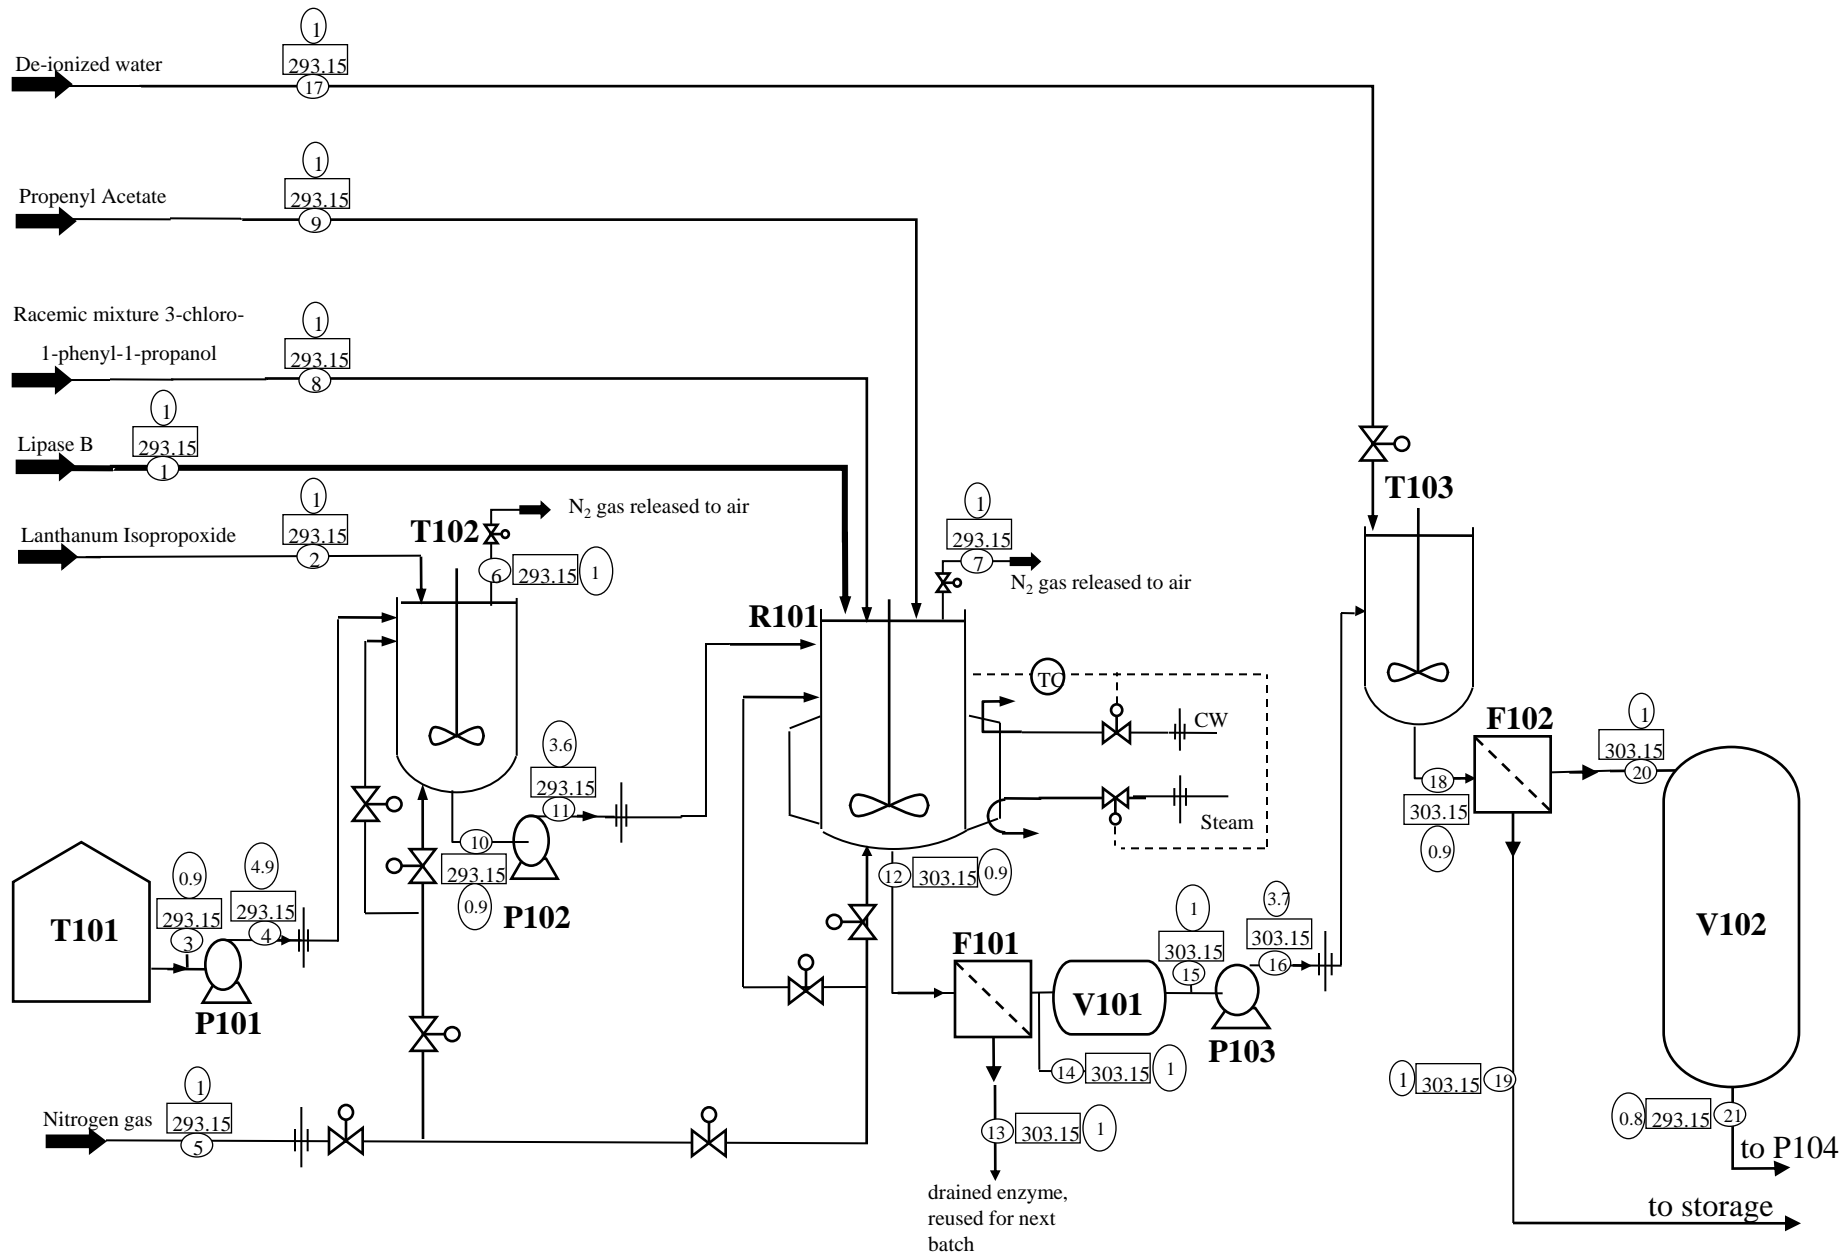 1
293.15
De-ionized water
17
1
293.15
Propenyl Acetate
9
Racemic mixture 3-chloro-
1-phenyl-1-propanol
1
293.15
8
1
293.15
Lipase B
1
1
293.15
Lanthanum Isopropoxide
2
T102
N2 gas released to air
6
293.15
1
1
293.15
7
N2 gas released to air
R101
T103
TC
CW
Steam
3.6
293.15
11
10
293.15
0.9
P102
T101
0.9
293.15
3
4.9
293.15
4
P101
12
303.15
0.9
F101
V101
1
303.15
15
3.7
303.15
16
P103
14
303.15
1
13
303.15
1
drained enzyme,
reused for next
batch
1
293.15
Nitrogen gas
5
F102
18
303.15
0.9
1
303.15
20
V102
1
303.15
19
0.8
293.15
21
to P104
to storage